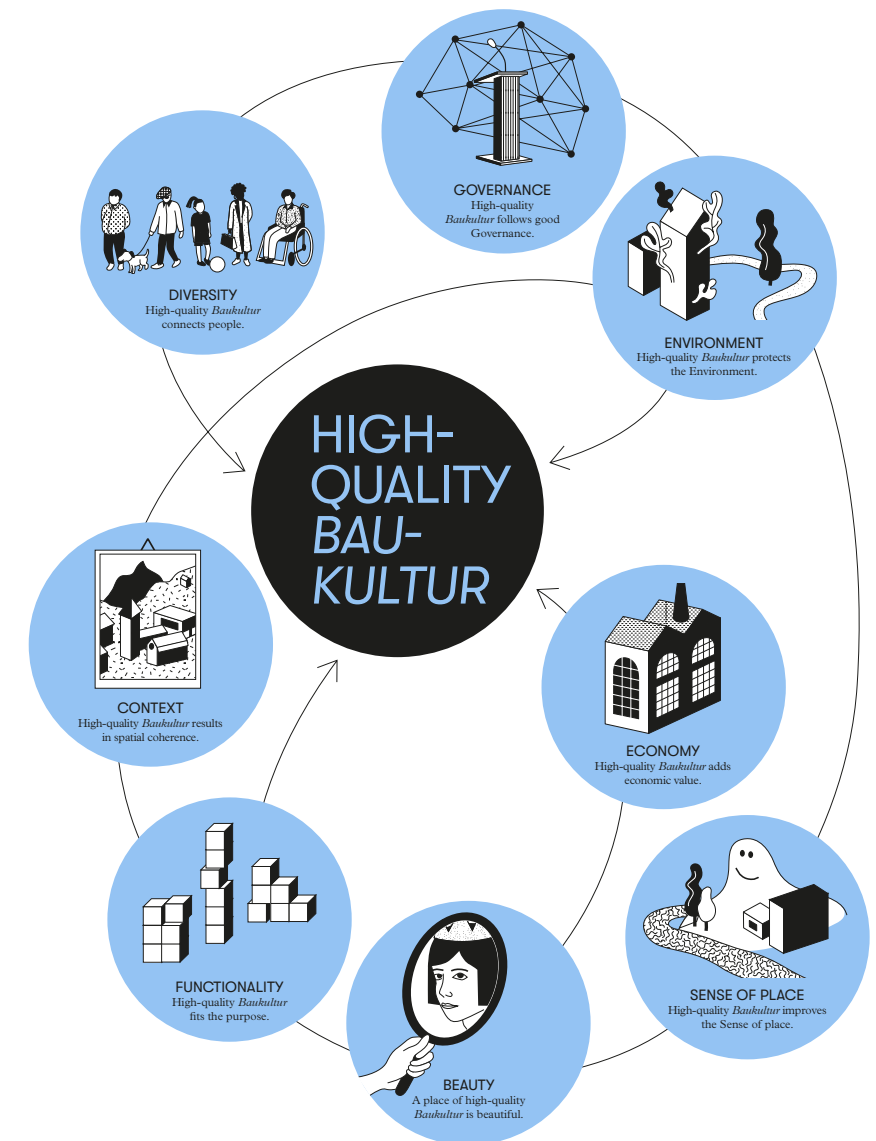 GOVERNANCE
High-quality
Baukultur follows good
Governance.
DIVERSITY
High-quality Baukultur
connects people.
ENVIRONMENT
High-quality Baukultur protects
the Environment.
HIGH-
QUALITY
BAU-
KULTUR
CONTEXT
High-quality Baukultur results
in spatial coherence.
ECONOMY
High-quality Baukultur adds
economic value.
FUNCTIONALITY
High-quality Baukultur
fits the purpose.
SENSE OF PLACE
High-quality Baukultur improves
the Sense of place.
BEAUTY
A place of high-quality
Baukultur is beautiful.